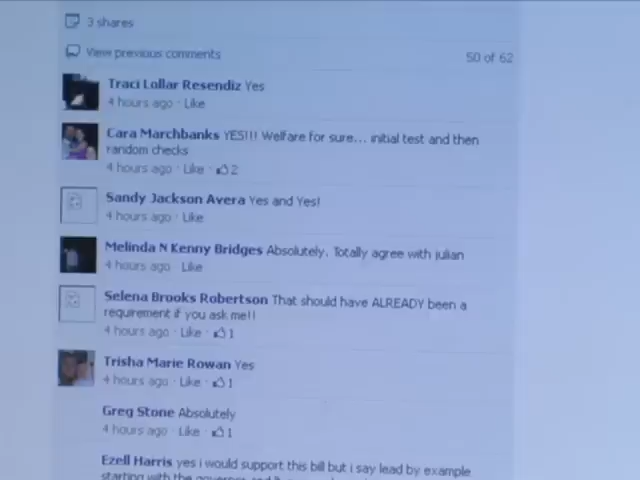 3 shares
View previous comments 50 of 62
Traci Lollar Resendiz Yes
4 hours ago · Like
Cara Marchbanks YES!!! Welfare for sure... initial test and then
random checks
4 hours ago · Like · 2
Sandy Jackson Avera Yes and Yes!
4 hours ago · Like
Melinda N Kenny Bridges Absolutely. Totally agree with julian
4 hours ago · Like
Selena Brooks Robertson That should have ALREADY been a
requirement if you ask me!!
4 hours ago · Like · 1
Trisha Marie Rowan Yes
4 hours ago · Like · 1
Greg Stone Absolutely
4 hours ago · Like · 1
Ezell Harris yes i would support this bill but i say lead by example
starting with the governor and